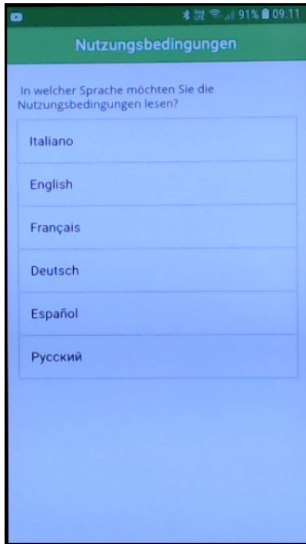 91% 09:11
Nutzungsbedingungen
In welcher Sprache möchten Sie die
Nutzungsbedingungen lesen?
Italiano
English
Français
Deutsch
Español
Русский